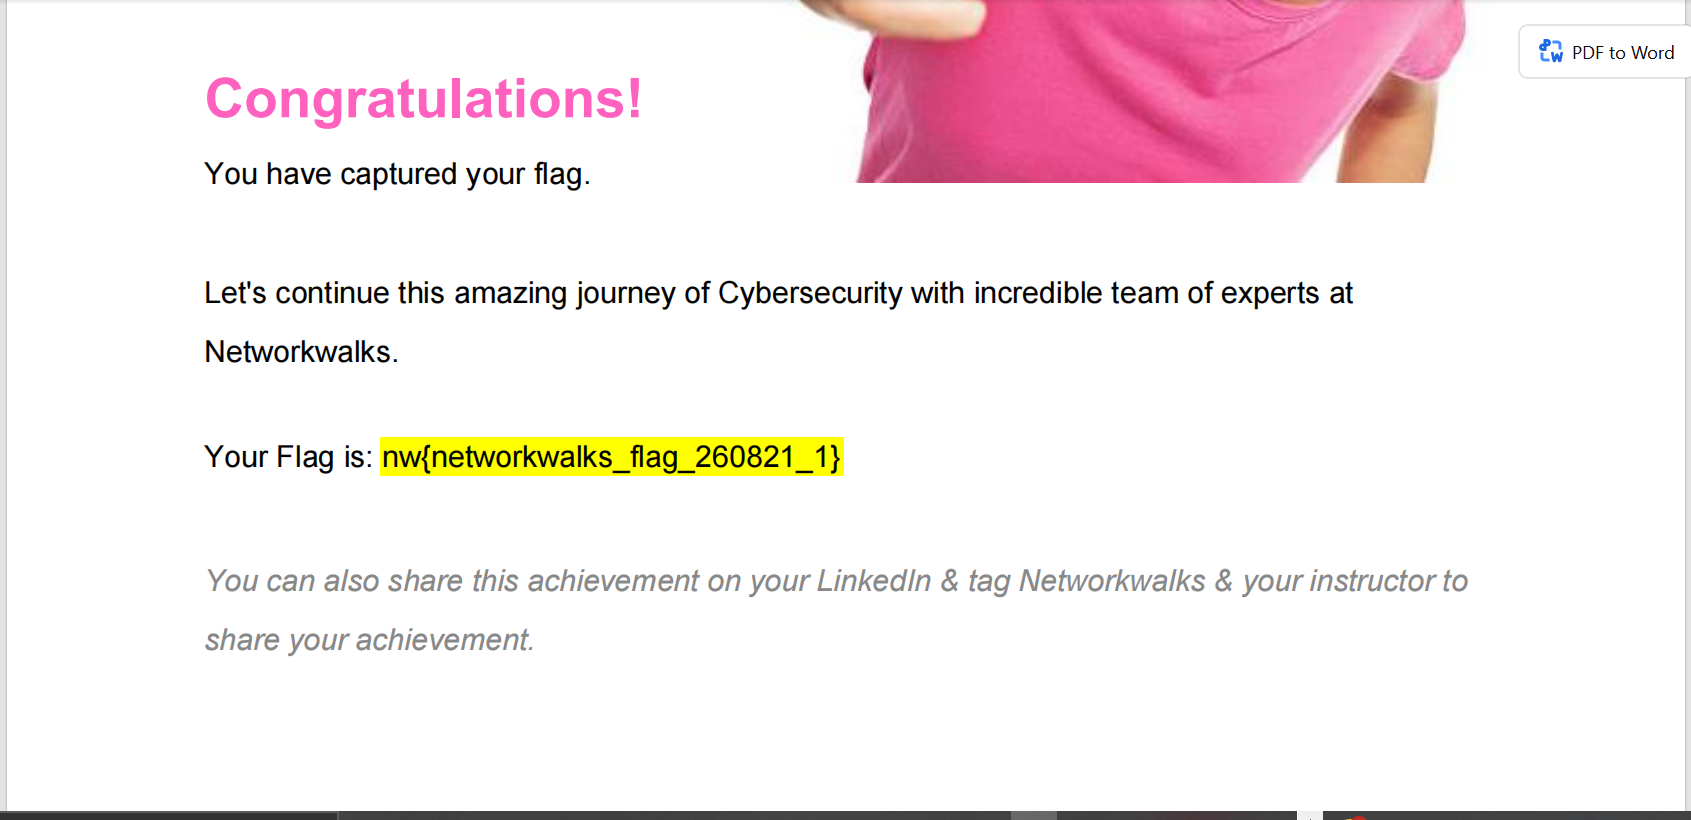 PDF to Word
Congratulations!
You have captured your flag.
Let's continue this amazing journey of Cybersecurity with incredible team of experts at
Networkwalks.
Your Flag is: nw{networkwalks_flag_260821_1}
You can also share this achievement on your LinkedIn & tag Networkwalks & your instructor to
share your achievement.